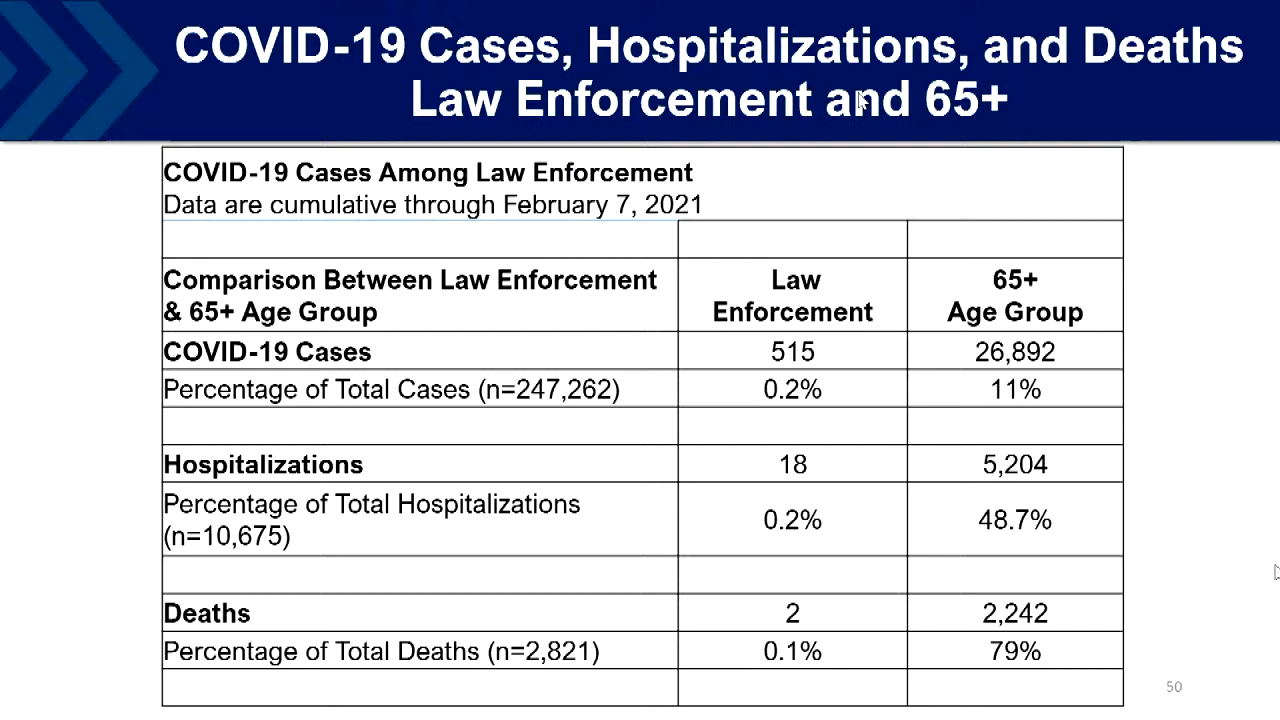 COVID-19 Cases, Hospitalizations, and Deaths
Law Enforcement and 65+
COVID-19 Cases Among Law Enforcement
Data are cumulative through February 7, 2021
Comparison Between Law Enforcement
& 65+ Age Group
Law
Enforcement
65+
Age Group
COVID-19 Cases 515 26,892
Percentage of Total Cases (n=247,262) 0.2% 11%
Hospitalizations 18 5,204
Percentage of Total Hospitalizations
(n=10,675) 0.2% 48.7%
Deaths 2 2,242
Percentage of Total Deaths (n=2,821) 0.1% 79%
50